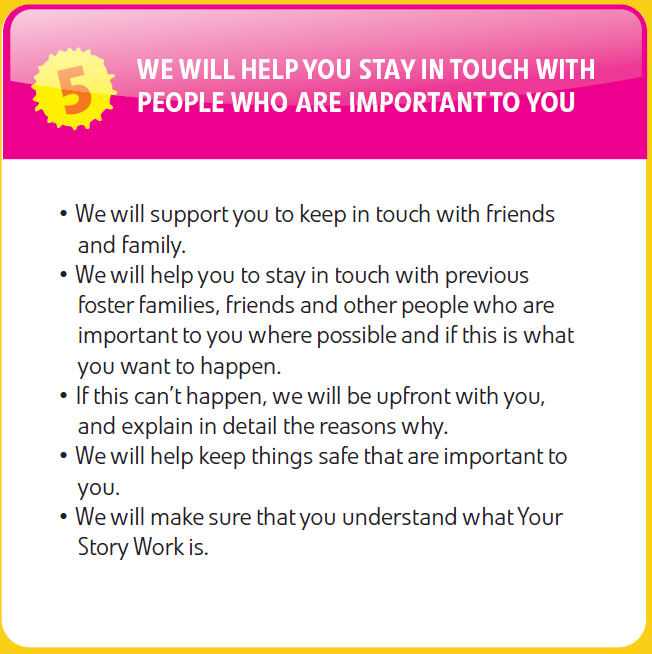 5
WE WILL HELP YOU STAY IN TOUCH WITH
PEOPLE WHO ARE IMPORTANT TO YOU
• We will support you to keep in touch with friends
and family.
• We will help you to stay in touch with previous
foster families, friends and other people who are
important to you where possible and if this is what
you want to happen.
• If this can’t happen, we will be upfront with you,
and explain in detail the reasons why.
• We will help keep things safe that are important to
you.
• We will make sure that you understand what Your
Story Work is.